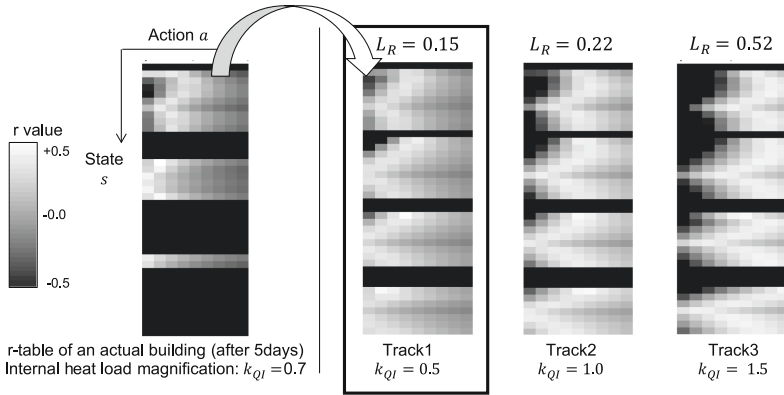 Action a
L_R = 0.15
L_R = 0.22
L_R = 0.52
r value
+0.5
-0.0
-0.5
State
s
r-table of an actual building (after 5days)
Internal heat load magnification: k_QI = 0.7
Track1
k_QI = 0.5
Track2
k_QI = 1.0
Track3
k_QI = 1.5